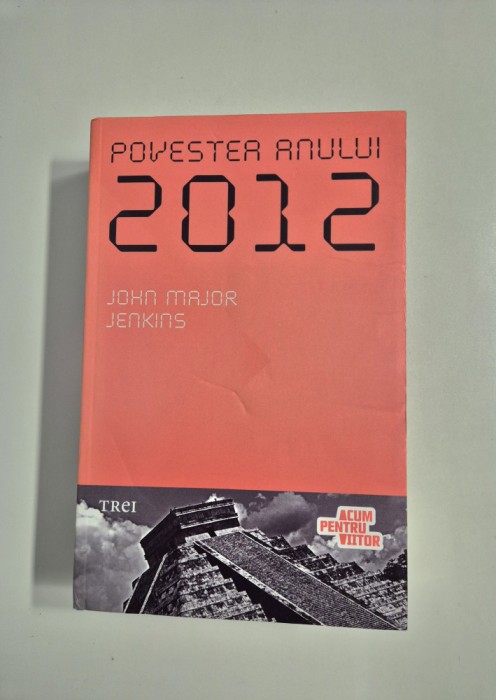 POVESTEA ANULUI
2012
JOHN MAJOR
JENKINS
TREI
ACUM
PENTRU
VIITOR